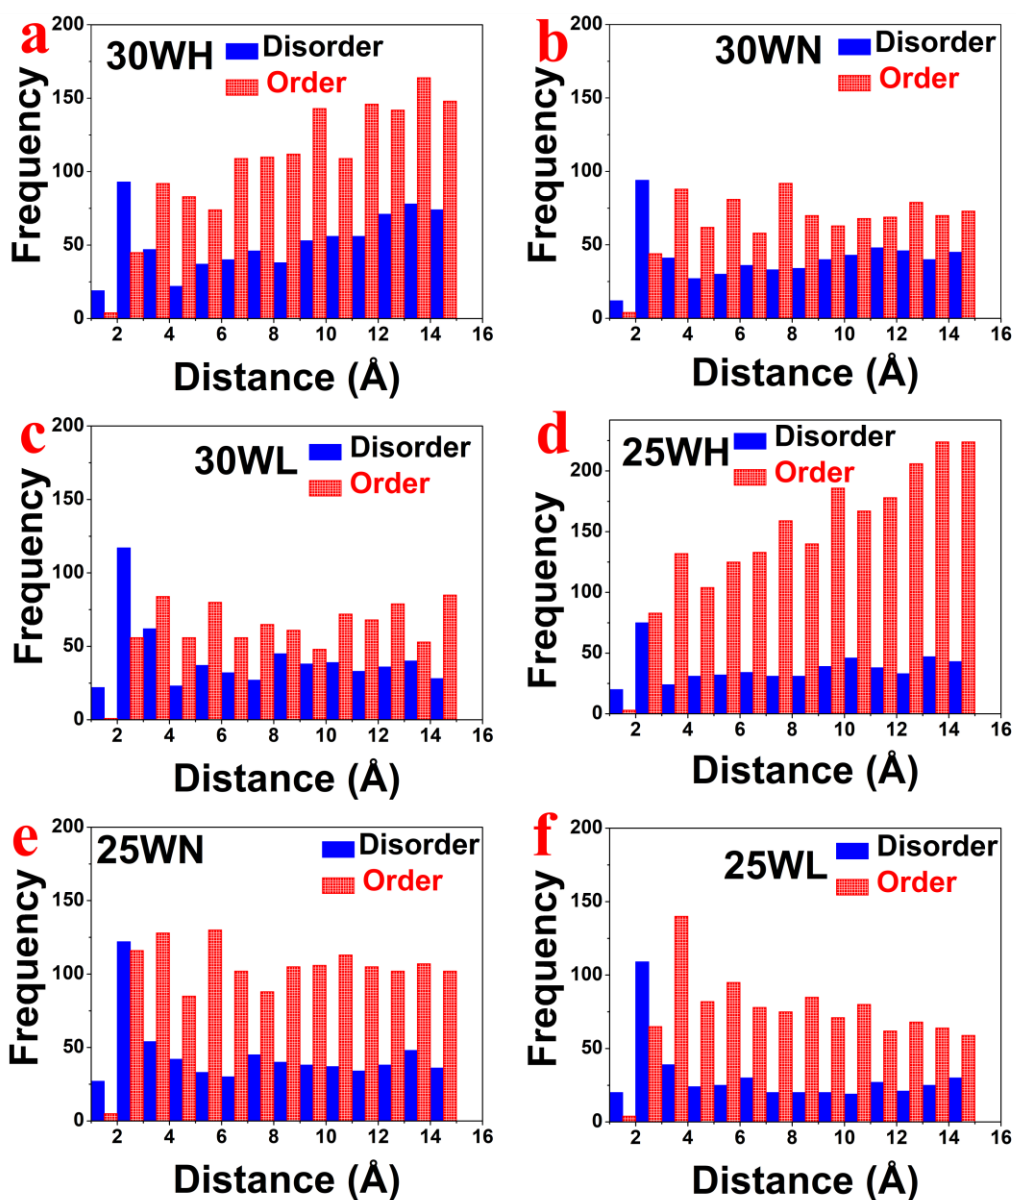 a
30WH
Disorder
Order
Frequency
200
150
100
50
0
2 4 6 8 10 12 14 16
Distance (Å)
b
30WN
Disorder
Order
Frequency
200
150
100
50
0
2 4 6 8 10 12 14 16
Distance (Å)
c
30WL
Disorder
Order
Frequency
200
150
100
50
0
2 4 6 8 10 12 14 16
Distance (Å)
d
25WH
Disorder
Order
Frequency
200
150
100
50
0
2 4 6 8 10 12 14 16
Distance (Å)
e
25WN
Disorder
Order
Frequency
200
150
100
50
0
2 4 6 8 10 12 14 16
Distance (Å)
f
25WL
Disorder
Order
Frequency
200
150
100
50
0
2 4 6 8 10 12 14 16
Distance (Å)